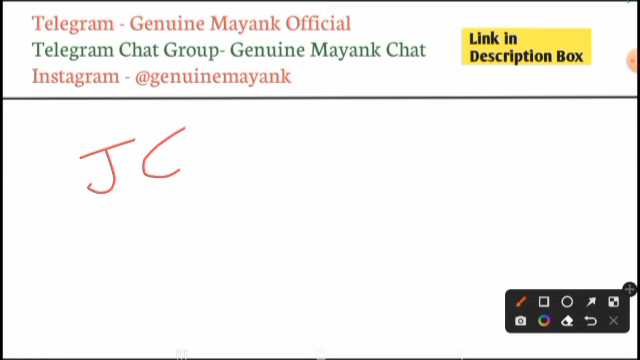 Telegram - Genuine Mayank Official
Telegram Chat Group- Genuine Mayank Chat
Instagram - @genuinemayank
Link in
Description Box
JC